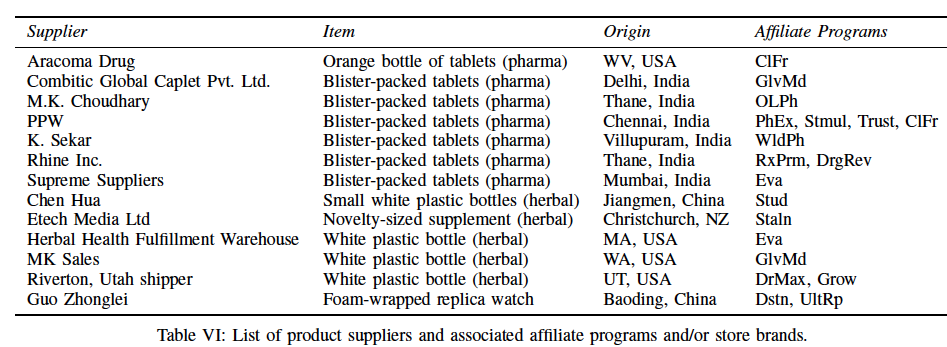 Supplier Item Origin Affiliate Programs
Aracoma Drug Orange bottle of tablets (pharma) WV, USA ClFr
Combitic Global Caplet Pvt. Ltd. Blister-packed tablets (pharma) Delhi, India GlvMd
M.K. Choudhary Blister-packed tablets (pharma) Thane, India OLPh
PPW Blister-packed tablets (pharma) Chennai, India PhEx, Stmul, Trust, ClFr
K. Sekar Blister-packed tablets (pharma) Villupuram, India WldPh
Rhine Inc. Blister-packed tablets (pharma) Thane, India RxPrm, DrgRev
Supreme Suppliers Blister-packed tablets (pharma) Mumbai, India Eva
Chen Hua Small white plastic bottles (herbal) Jiangmen, China Stud
Etech Media Ltd Novelty-sized supplement (herbal) Christchurch, NZ Staln
Herbal Health Fulfillment Warehouse White plastic bottle (herbal) MA, USA Eva
MK Sales White plastic bottle (herbal) WA, USA GlvMd
Riverton, Utah shipper White plastic bottle (herbal) UT, USA DrMax, Grow
Guo Zhonglei Foam-wrapped replica watch Baoding, China Dstn, UltRp
Table VI: List of product suppliers and associated affiliate programs and/or store brands.